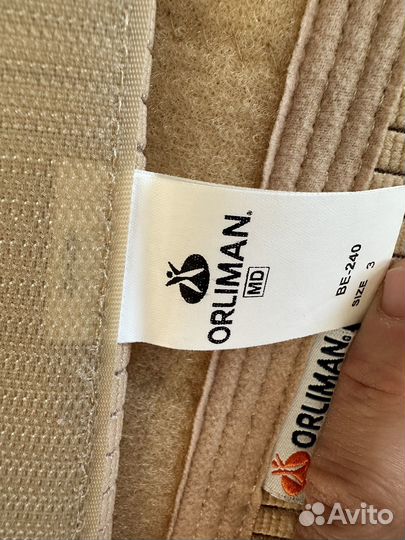 ORLIMAN®
MD
BE-240
SIZE 3
ORLIMAN®
Avito